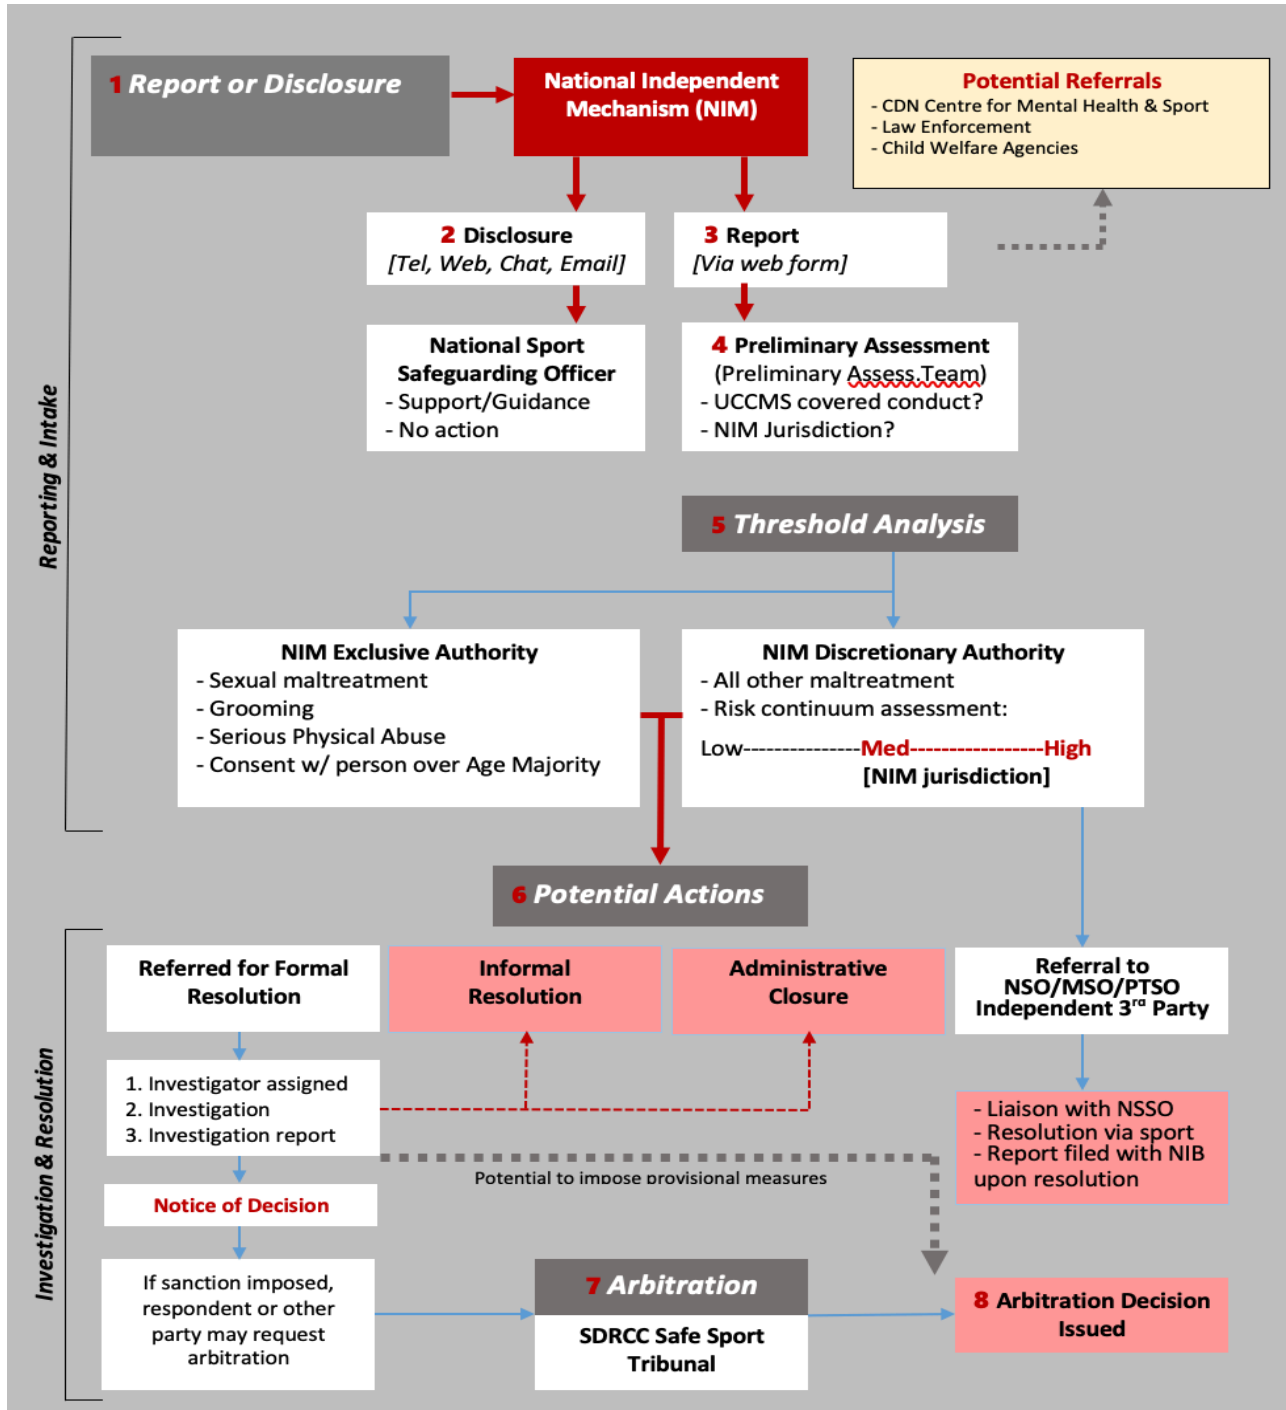 1 Report or Disclosure
National Independent
Mechanism (NIM)
Potential Referrals
- CDN Centre for Mental Health & Sport
- Law Enforcement
- Child Welfare Agencies
2 Disclosure
[Tel, Web, Chat, Email]
3 Report
[Via web form]
National Sport
Safeguarding Officer
- Support/Guidance
- No action
4 Preliminary Assessment
(Preliminary Assess.Team)
- UCCMS covered conduct?
- NIM Jurisdiction?
Reporting & Intake
5 Threshold Analysis
NIM Exclusive Authority
- Sexual maltreatment
- Grooming
- Serious Physical Abuse
- Consent w/ person over Age Majority
NIM Discretionary Authority
- All other maltreatment
- Risk continuum assessment:
Low---------------Med-----------------High
[NIM jurisdiction]
6 Potential Actions
Referred for Formal
Resolution
Informal
Resolution
Administrative
Closure
Referral to
NSO/MSO/PTSO
Independent 3rd Party
1. Investigator assigned
2. Investigation
3. Investigation report
- Liaison with NSSO
- Resolution via sport
- Report filed with NIB
upon resolution
Potential to impose provisional measures
Notice of Decision
Investigation & Resolution
If sanction imposed,
respondent or other
party may request
arbitration
7 Arbitration
SDRCC Safe Sport
Tribunal
8 Arbitration Decision
Issued